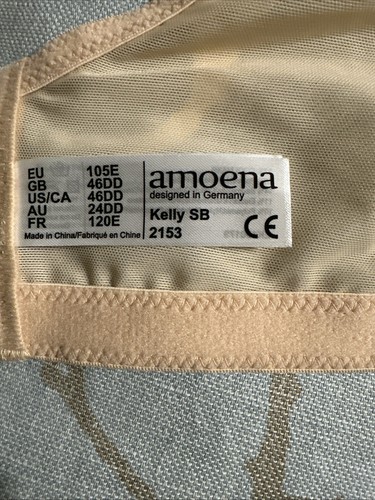 EU 105E
GB 46DD
US/CA 46DD
AU 24DD
FR 120E
Made in China/Fabriqué en Chine
amoena
designed in Germany
Kelly SB
2153 CE